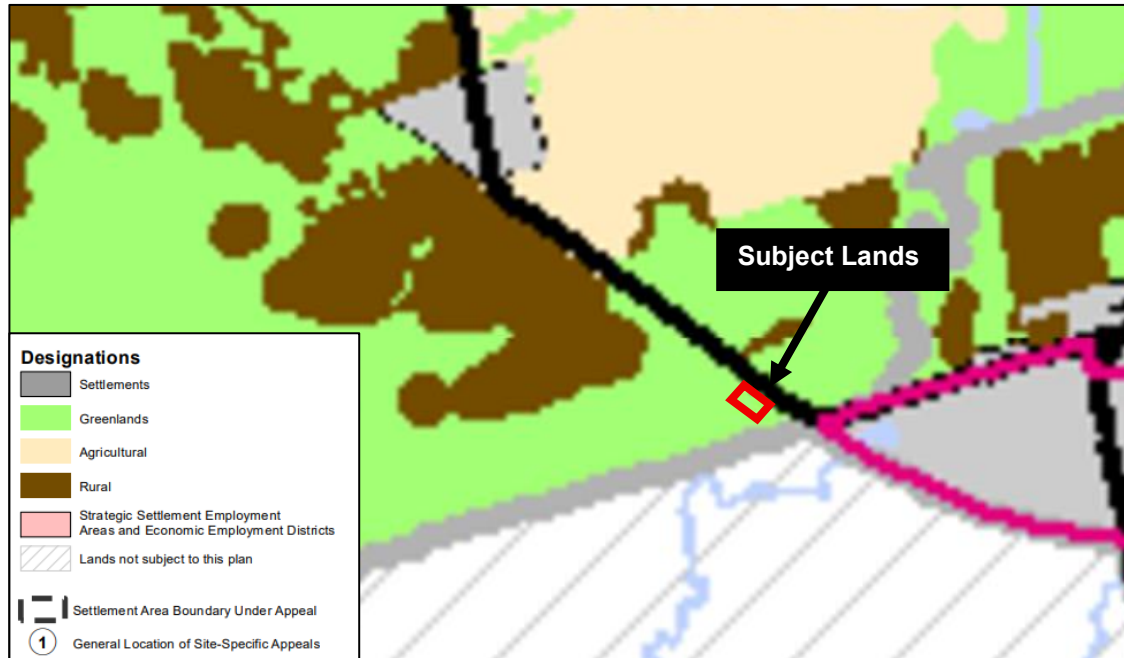 Subject Lands
Designations
Settlements
Greenlands
Agricultural
Rural
Strategic Settlement Employment
Areas and Economic Employment Districts
Lands not subject to this plan
Settlement Area Boundary Under Appeal
1 General Location of Site-Specific Appeals